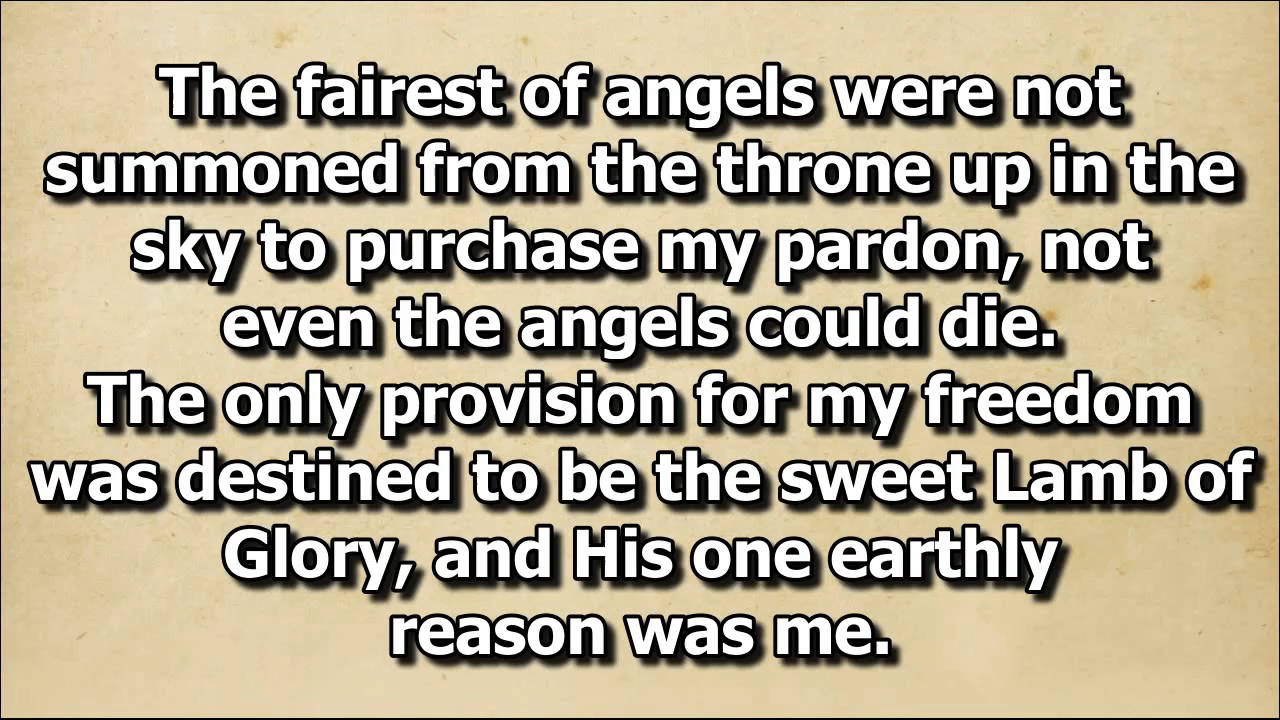 The fairest of angels were not
summoned from the throne up in the
sky to purchase my pardon, not
even the angels could die.
The only provision for my freedom
was destined to be the sweet Lamb of
Glory, and His one earthly
reason was me.